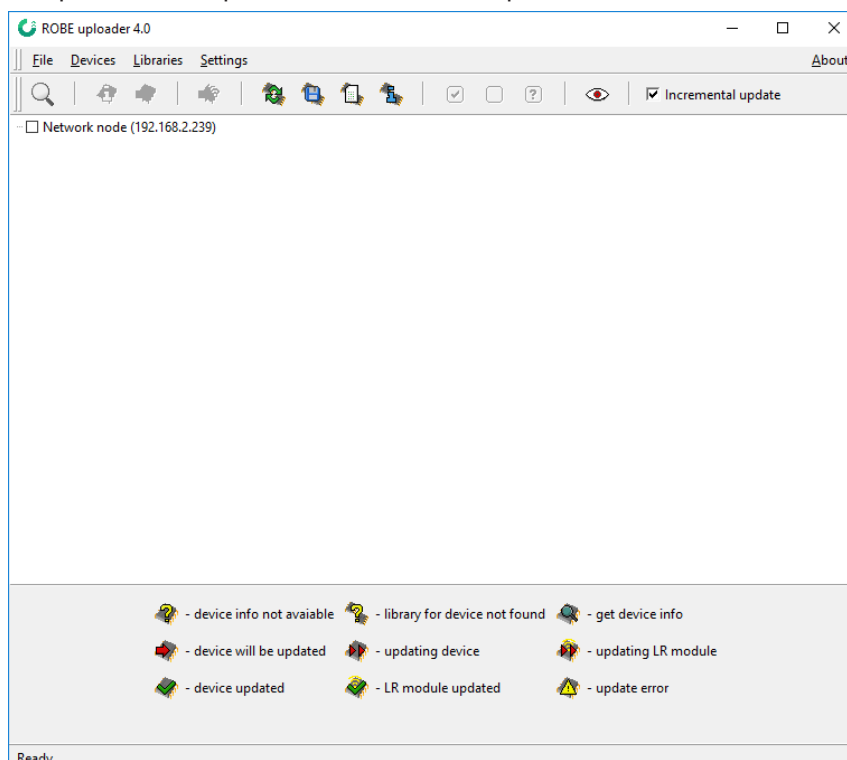 ROBE uploader 4.0
File Devices Libraries Settings About
Incremental update
Network node (192.168.2.239)
- device info not avaiable - library for device not found - get device info
- device will be updated - updating device - updating LR module
- device updated - LR module updated - update error
Ready